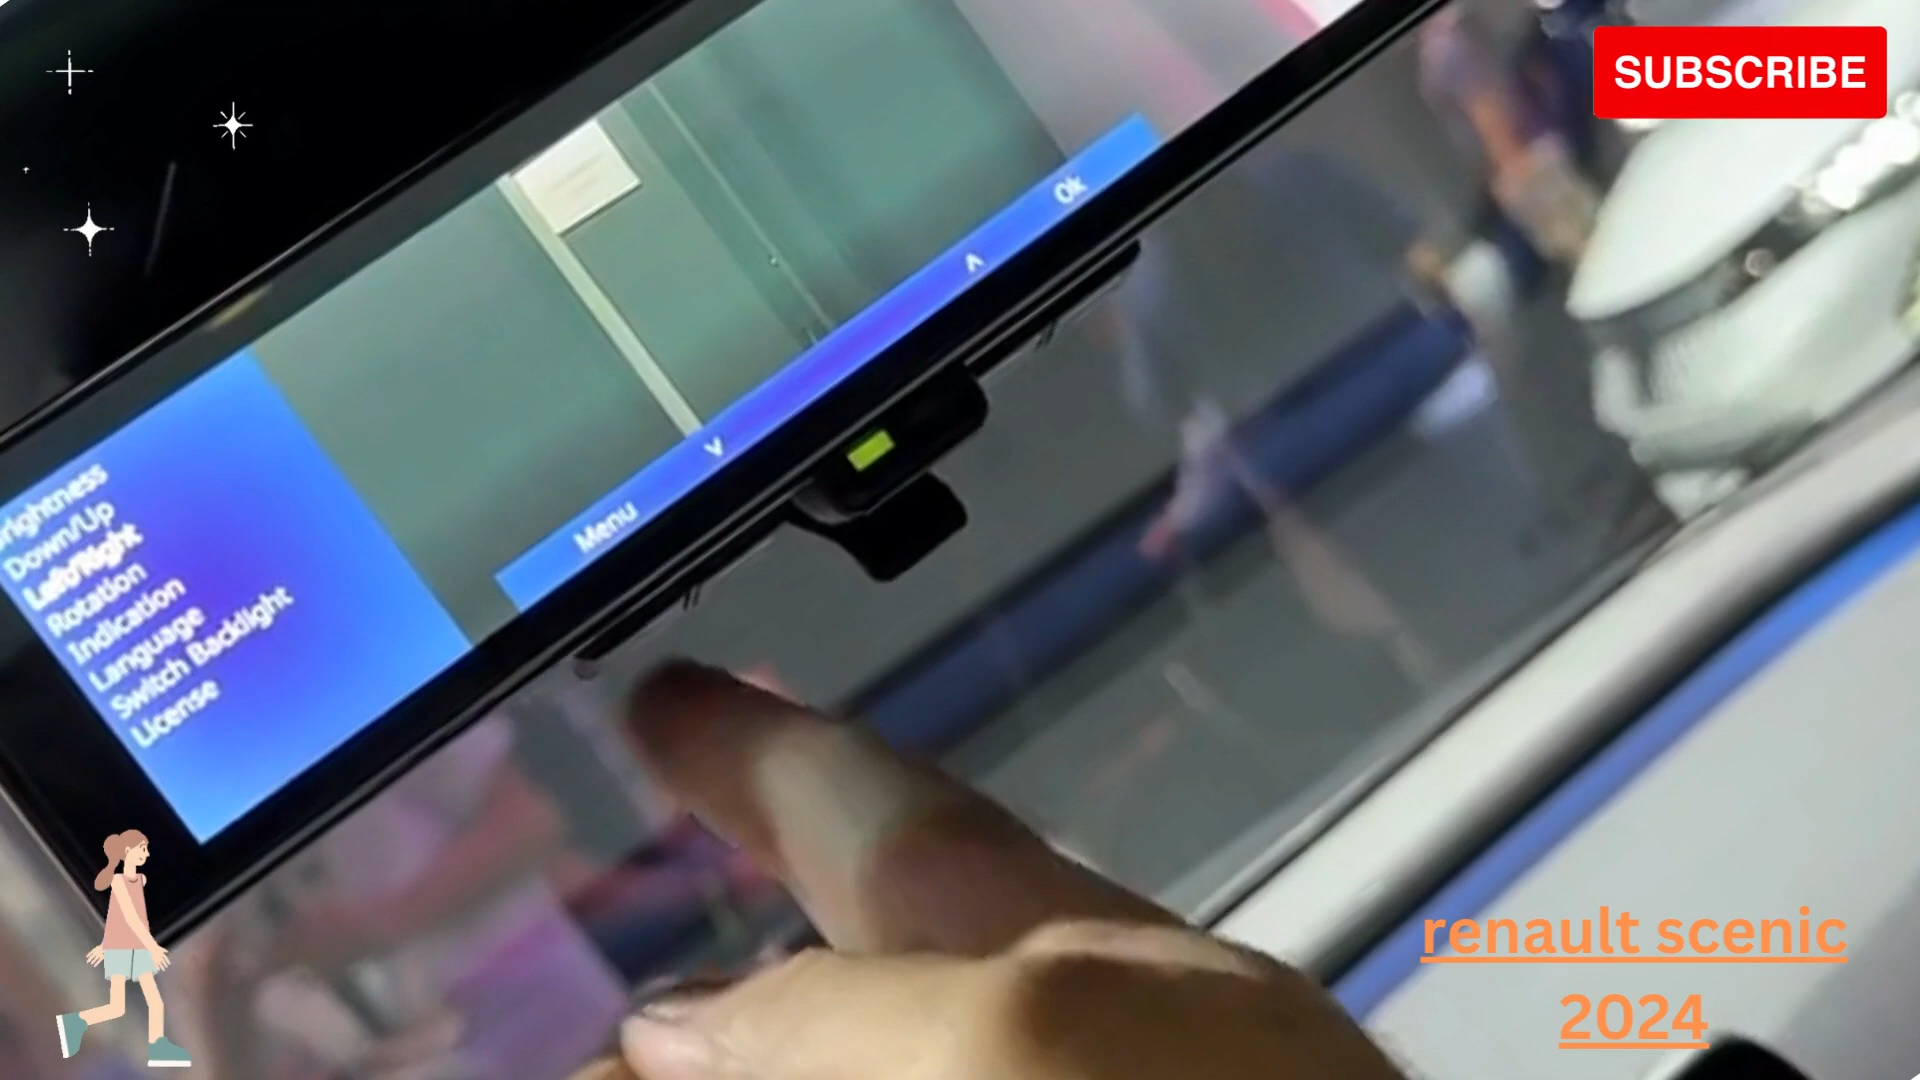 SUBSCRIBE
Ok
^
v
Menu
Brightness
Down/Up
Left/Right
Rotation
Indication
Language
Switch Backlight
License
renault scenic
2024